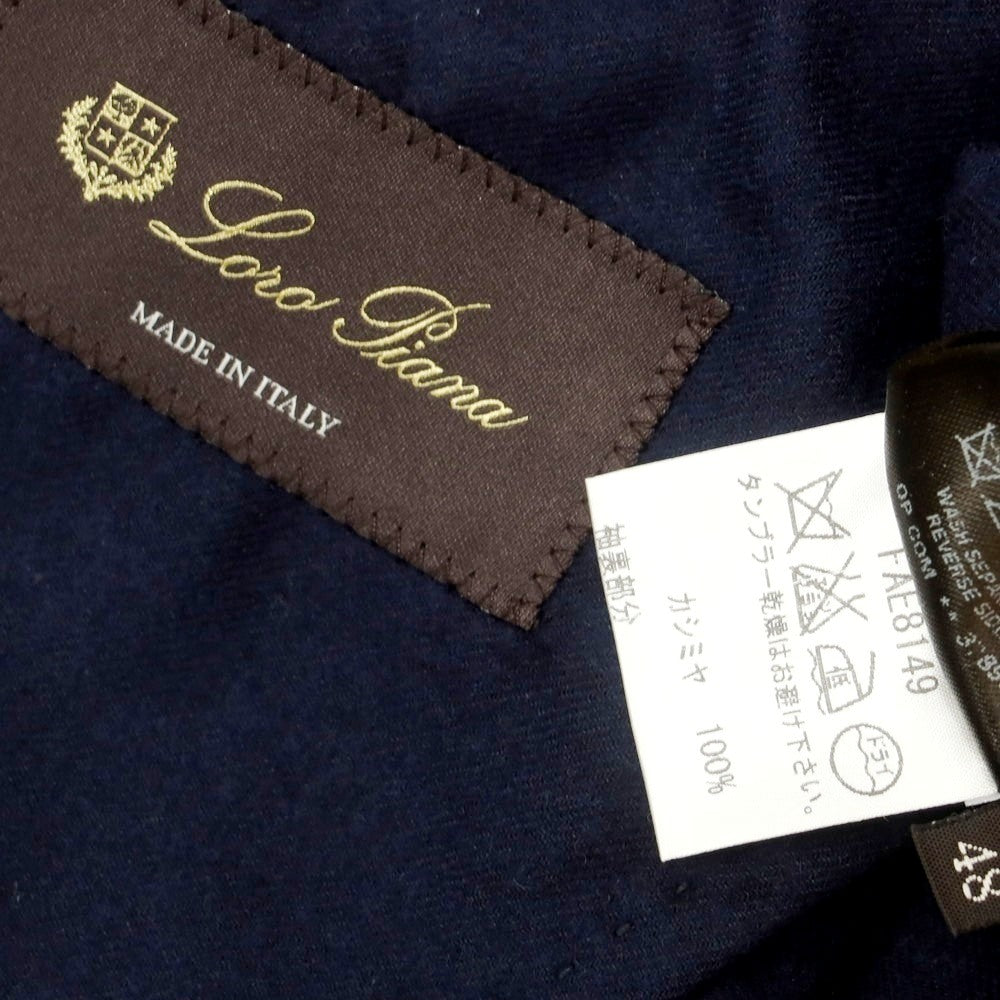 Loro Piana
MADE IN ITALY
FAE8149
ドライ
低
タンブラー乾燥はお避け下さい。
カシミヤ 100%
袖裏部分
WASH SEPA
REVERSE SID
OP COM
48